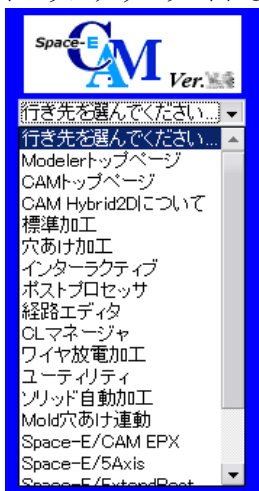 Space-E
CAM
Ver.
行き先を選んでください...
行き先を選んでください...
Modelerトップページ
CAMトップページ
CAM Hybrid2Dについて
標準加工
穴あけ加工
インターラクティブ
ポストプロセッサ
経路エディタ
CLマネージャ
ワイヤ放電加工
ユーティリティ
ソリッド自動加工
Mold穴あけ連動
Space-E/CAM EPX
Space-E/5Axis
Space-E/ExtendPost